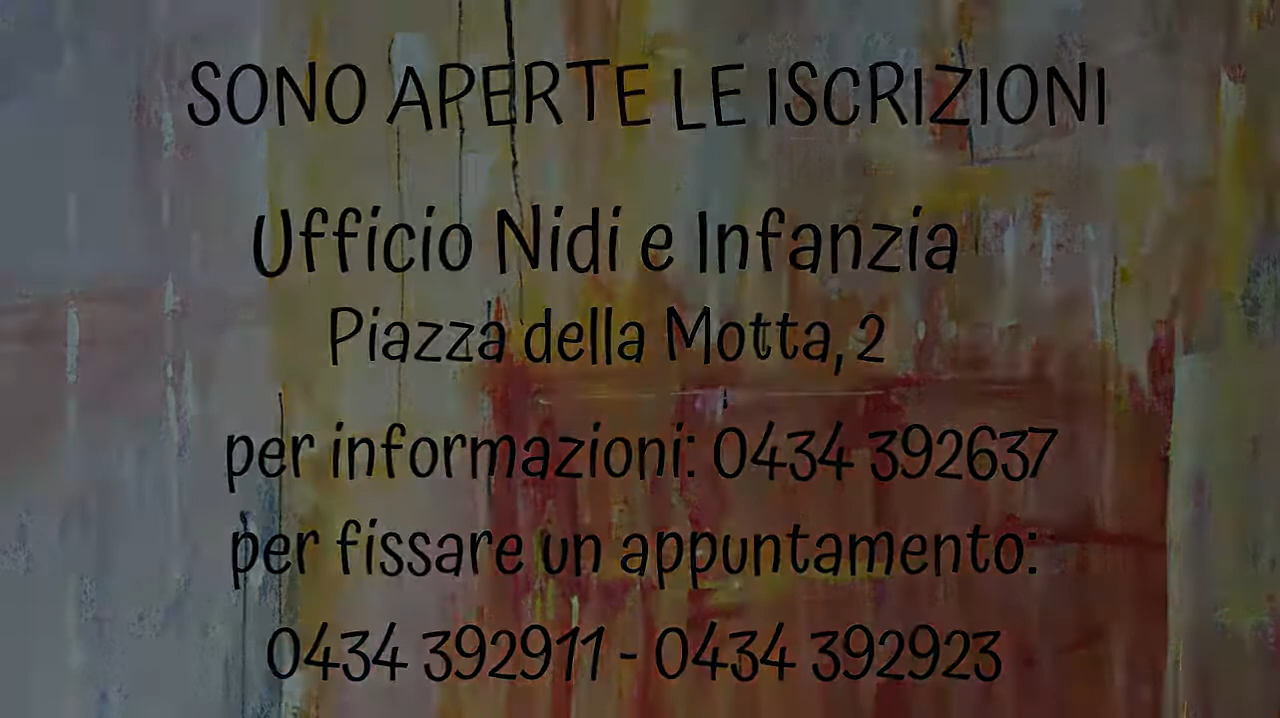 SONO APERTE LE ISCRIZIONI
Ufficio Nidi e Infanzia
Piazza della Motta, 2
per informazioni: 0434 392637
per fissare un appuntamento:
0434 392911 - 0434 392923